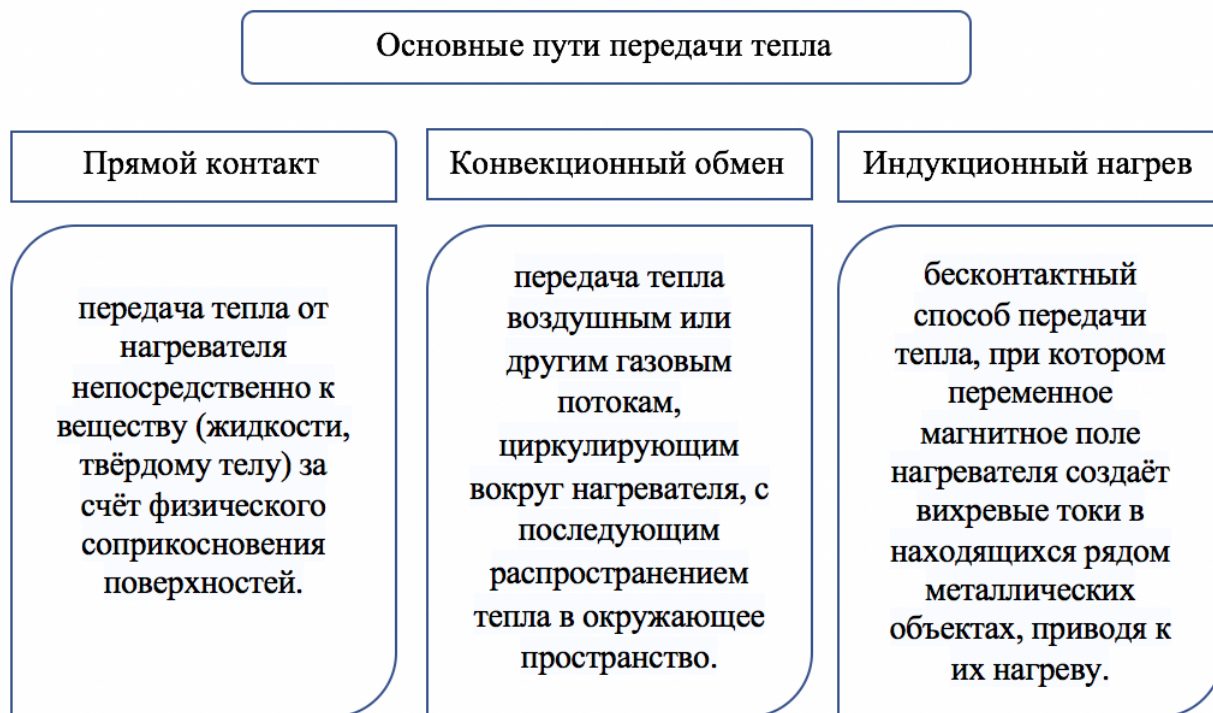 Основные пути передачи тепла
Прямой контакт
передача тепла от
нагревателя
непосредственно к
веществу (жидкости,
твёрдому телу) за
счёт физического
соприкосновения
поверхностей.
Конвекционный обмен
передача тепла
воздушным или
другим газовым
потокам,
циркулирующим
вокруг нагревателя, с
последующим
распространением
тепла в окружающее
пространство.
Индукционный нагрев
бесконтактный
способ передачи
тепла, при котором
переменное
магнитное поле
нагревателя создаёт
вихревые токи в
находящихся рядом
металлических
объектах, приводя к
их нагреву.